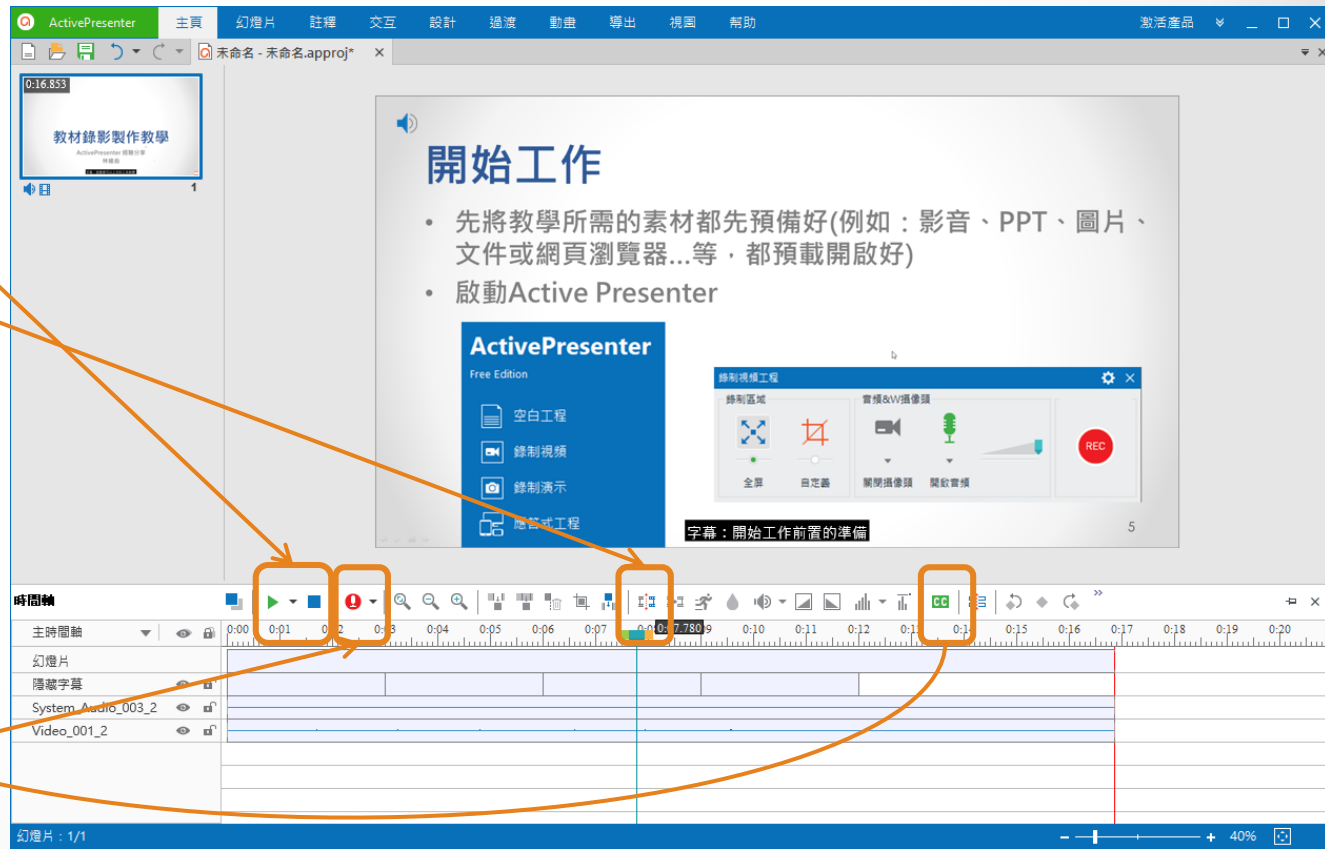 ActivePresenter 主頁 幻燈片 註釋 交互 設計 過渡 動畫 導出 視圖 幫助 激活產品
未命名 - 未命名.approj*
0:16.853
教材錄影製作教學
1
開始工作
• 先將教學所需的素材都先預備好(例如：影音、PPT、圖片、
文件或網頁瀏覽器...等，都預載開啟好)
• 啟動Active Presenter
ActivePresenter
Free Edition
空白工程
錄制視頻
錄制演示
應答式工程
錄制視頻工程
錄制區域 音頻&W攝像頭
REC
全屏 自定義 關閉攝像頭 開啟音頻
字幕：開始工作前置的準備
5
時間軸
CC
主時間軸 0:00 0:01 0:02 0:03 0:04 0:05 0:06 0:07 0:07.780 0:10 0:11 0:12 0:13 0:14 0:15 0:16 0:17 0:18 0:19 0:20
幻燈片
隱藏字幕
System_Audio_003_2
Video_001_2
幻燈片：1/1 40%